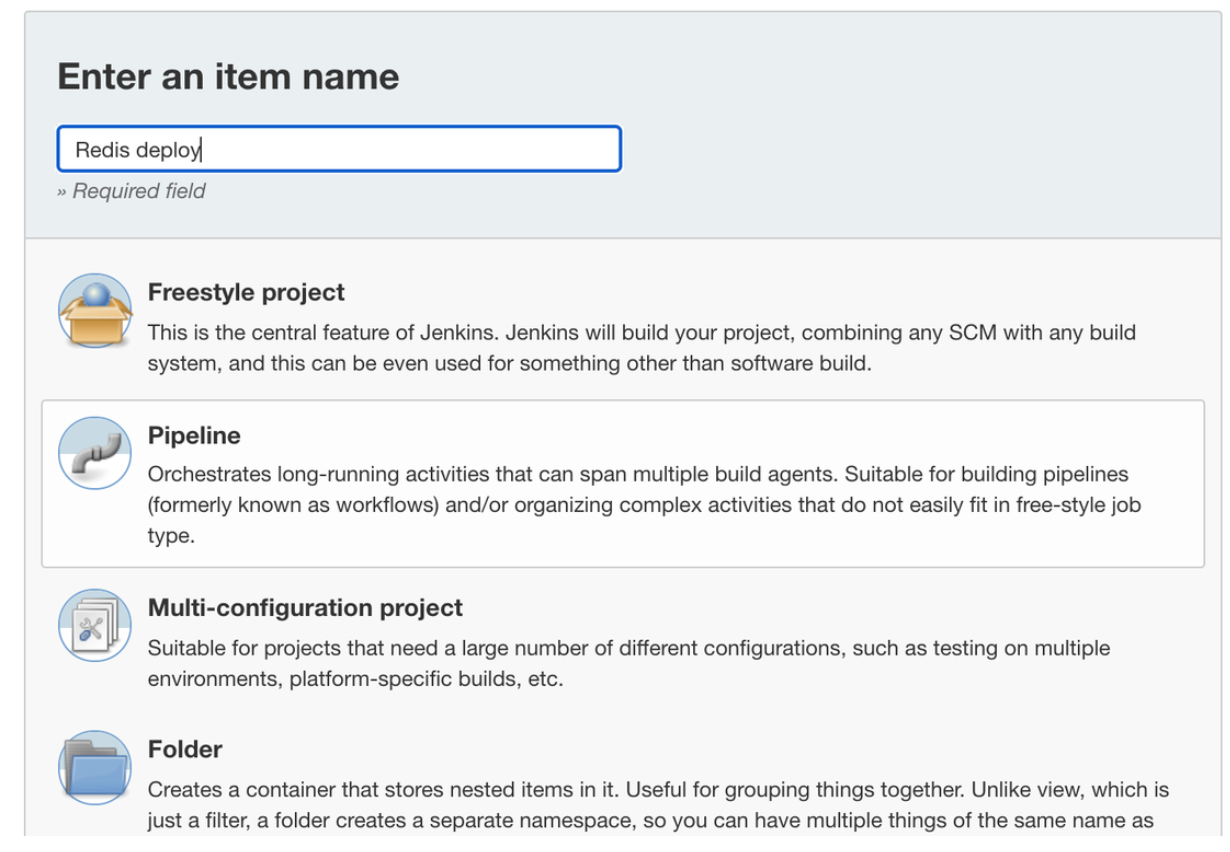 Enter an item name
Redis deploy
» Required field
Freestyle project
This is the central feature of Jenkins. Jenkins will build your project, combining any SCM with any build
system, and this can be even used for something other than software build.
Pipeline
Orchestrates long-running activities that can span multiple build agents. Suitable for building pipelines
(formerly known as workflows) and/or organizing complex activities that do not easily fit in free-style job
type.
Multi-configuration project
Suitable for projects that need a large number of different configurations, such as testing on multiple
environments, platform-specific builds, etc.
Folder
Creates a container that stores nested items in it. Useful for grouping things together. Unlike view, which is
just a filter, a folder creates a separate namespace, so you can have multiple things of the same name as